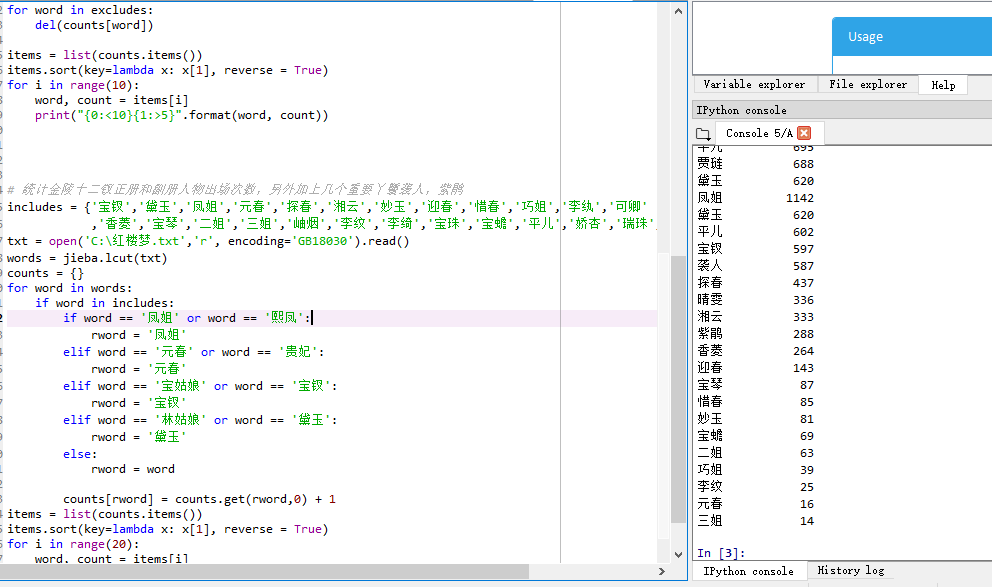 for word in excludes:
    del(counts[word])
items = list(counts.items())
items.sort(key=lambda x: x[1], reverse = True)
for i in range(10):
    word, count = items[i]
    print("{0:<10}{1:>5}".format(word, count))
# 统计金陵十二钗正册和副册人物出场次数，另外加上几个重要丫鬟袭人，紫鹃
includes = {'宝钗','黛玉','凤姐','元春','探春','湘云','妙玉','迎春','惜春','巧姐','李纨','可卿'
            ,'香菱','宝琴','二姐','三姐','岫烟','李纹','李绮','宝珠','宝蟾','平儿','娇杏','瑞珠'
txt = open('C:\红楼梦.txt','r', encoding='GB18030').read()
words = jieba.lcut(txt)
counts = {}
for word in words:
    if word in includes:
        if word == '凤姐' or word == '熙凤':
            rword = '凤姐'
        elif word == '元春' or word == '贵妃':
            rword = '元春'
        elif word == '宝姑娘' or word == '宝钗':
            rword = '宝钗'
        elif word == '林姑娘' or word == '黛玉':
            rword = '黛玉'
        else:
            rword = word
        counts[rword] = counts.get(rword,0) + 1
items = list(counts.items())
items.sort(key=lambda x: x[1], reverse = True)
for i in range(20):
    word, count = items[i]
Usage
Variable explorer File explorer Help
IPython console
Console 5/A
平儿 695
贾琏 688
黛玉 620
凤姐 1142
黛玉 620
平儿 602
宝钗 597
袭人 587
探春 437
晴雯 336
湘云 333
紫鹃 288
香菱 264
迎春 143
宝琴 87
惜春 85
妙玉 81
宝蟾 69
二姐 63
巧姐 39
李纹 25
元春 16
三姐 14
In [3]:
IPython console History log